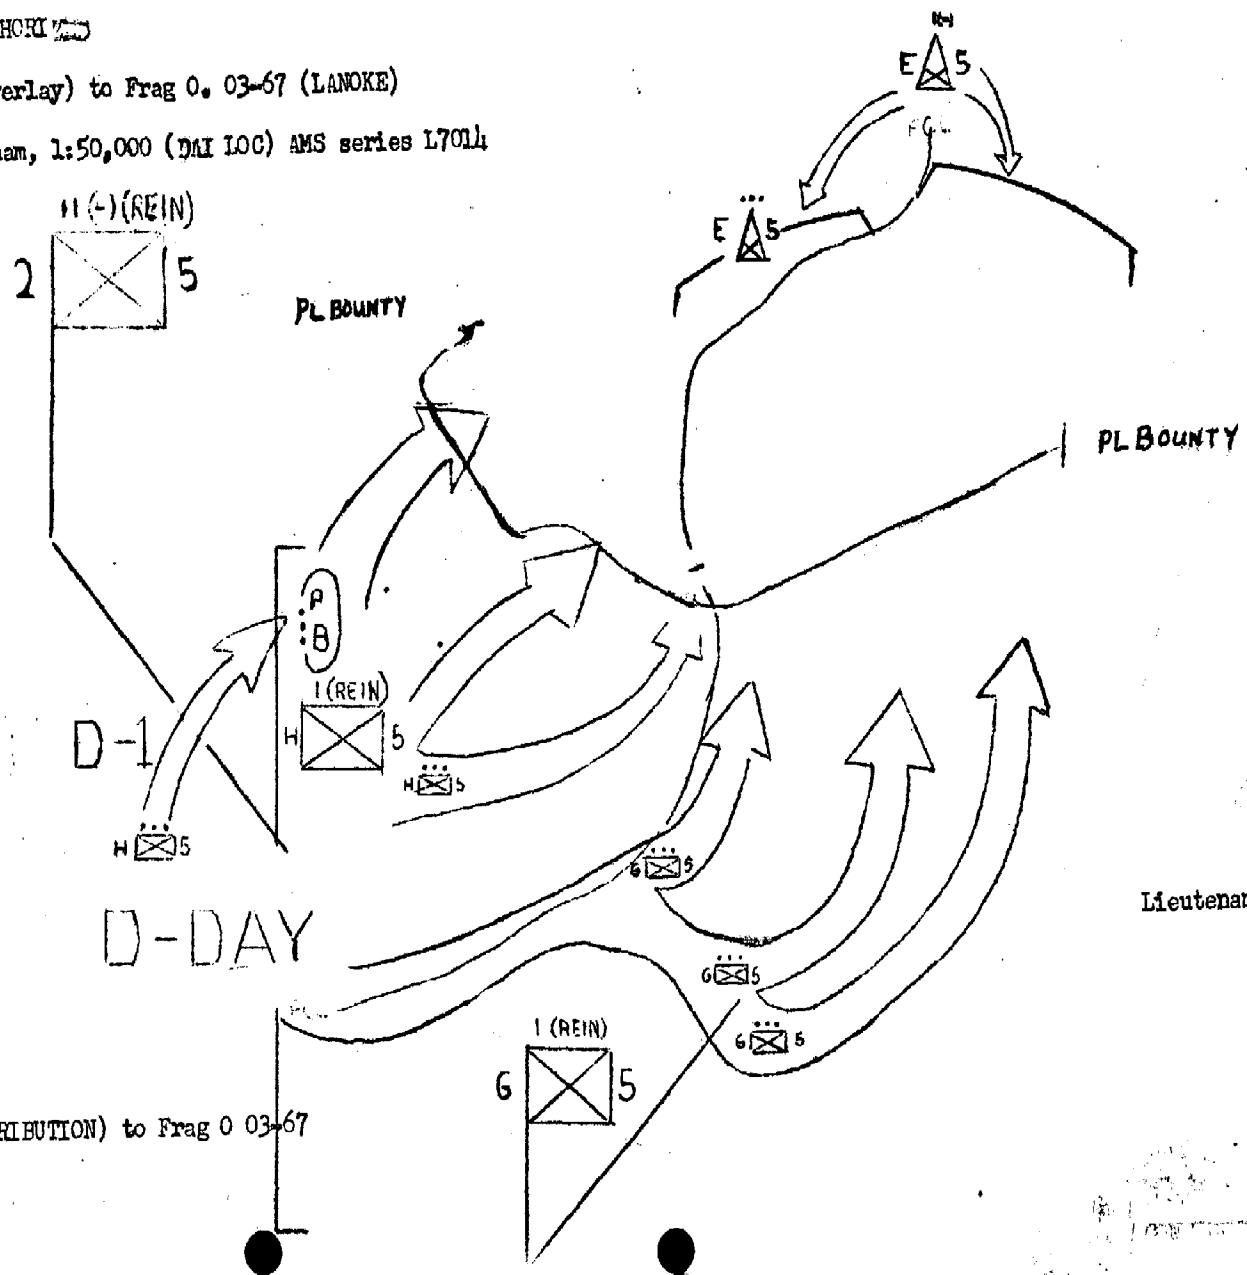 erlay) to Frag O. 03-67 (LANOKE)
am, 1:50,000 (DAI LOC) AMS series L7014
E 5
II (-)(REIN)
2 5
E 5
PL BOUNTY
PL BOUNTY
A
B
I (REIN)
H 5
D-1
H 5
H 5
G 5
D-DAY
Lieutenan
G 5
I (REIN)
G 5
G 5
RIBUTION) to Frag O 03-67